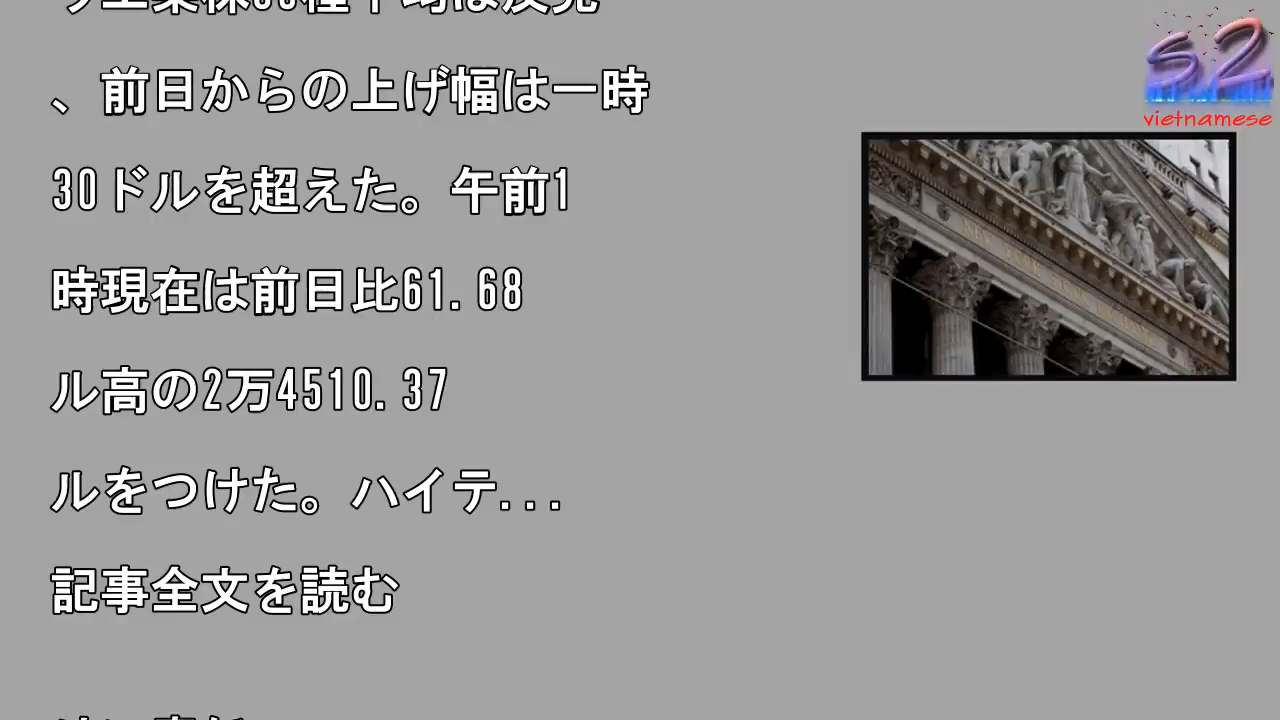 、前日からの上げ幅は一時
30ドルを超えた。午前1
時現在は前日比61.68
ル高の2万4510.37
ルをつけた。ハイテ...
記事全文を読む
s2
vietnamese
NEW YORK